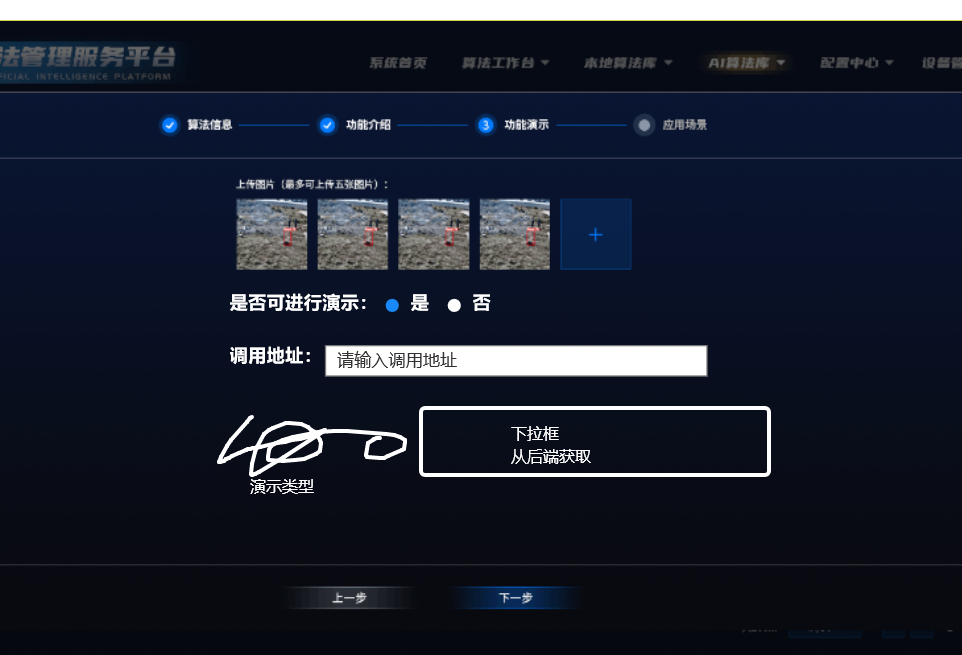 法管理服务平台
FICIAL INTELLIGENCE PLATFORM
系统首页 算法工作台 本地算法库 AI算法库 配置中心 设备管
算法信息 功能介绍 3 功能演示 应用场景
上传图片（最多可上传五张图片）：
+
是否可进行演示： 是 否
调用地址： 请输入调用地址
下拉框
从后端获取
演示类型
上一步 下一步